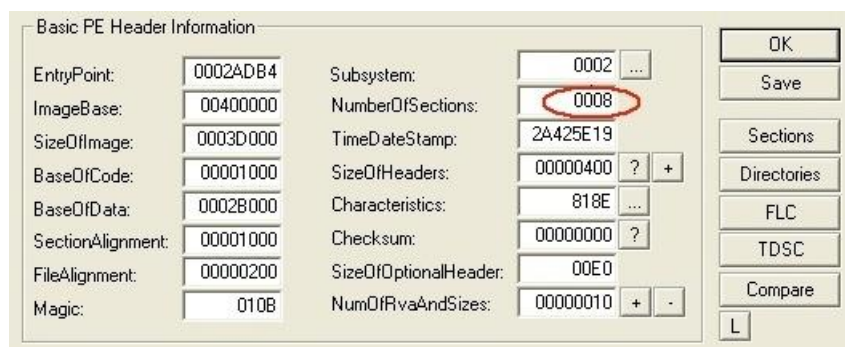 Basic PE Header Information
EntryPoint: 0002ADB4
ImageBase: 00400000
SizeOfImage: 0003D000
BaseOfCode: 00001000
BaseOfData: 0002B000
SectionAlignment: 00001000
FileAlignment: 00000200
Magic: 010B
Subsystem: 0002 ...
NumberOfSections: 0008
TimeDateStamp: 2A425E19
SizeOfHeaders: 00000400 ? +
Characteristics: 818E ...
Checksum: 00000000 ?
SizeOfOptionalHeader: 00E0
NumOfRvaAndSizes: 00000010 + -
OK
Save
Sections
Directories
FLC
TDSC
Compare
L